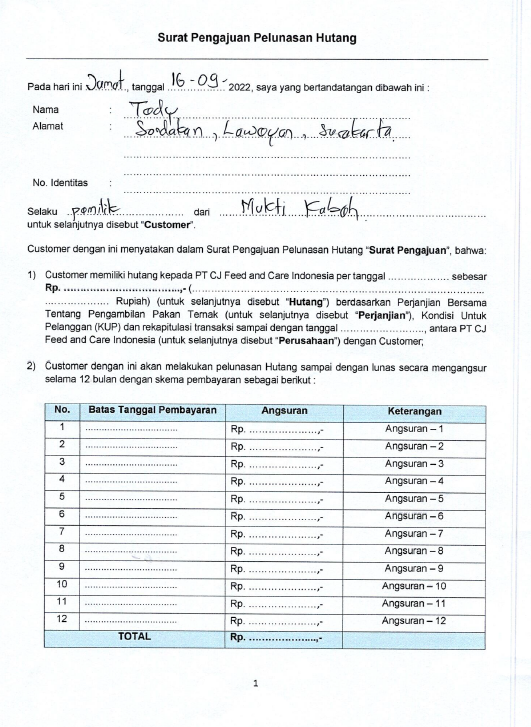 Surat Pengajuan Pelunasan Hutang
Pada hari ini Jumat, tanggal 16-09-2022, saya yang bertandatangan dibawah ini :
Nama : Tody
Alamat : Sondakan, Lawoyan, Surakarta
No. Identitas : ..............................
Selaku pemilik dari Mukti Kaboh
untuk selanjutnya disebut "Customer".
Customer dengan ini menyatakan dalam Surat Pengajuan Pelunasan Hutang "Surat Pengajuan", bahwa:
1) Customer memiliki hutang kepada PT CJ Feed and Care Indonesia per tanggal .................. sebesar
Rp. ..................................,- (..............................................................................
................... Rupiah) (untuk selanjutnya disebut "Hutang") berdasarkan Perjanjian Bersama
Tentang Pengambilan Pakan Ternak (untuk selanjutnya disebut "Perjanjian"), Kondisi Untuk
Pelanggan (KUP) dan rekapitulasi transaksi sampai dengan tanggal ........................, antara PT CJ
Feed and Care Indonesia (untuk selanjutnya disebut "Perusahaan") dengan Customer;
2) Customer dengan ini akan melakukan pelunasan Hutang sampai dengan lunas secara mengangsur
selama 12 bulan dengan skema pembayaran sebagai berikut :
No. Batas Tanggal Pembayaran Angsuran Keterangan
1 .............................. Rp. ......................,- Angsuran – 1
2 .............................. Rp. ......................,- Angsuran – 2
3 .............................. Rp. ......................,- Angsuran – 3
4 .............................. Rp. ......................,- Angsuran – 4
5 .............................. Rp. ......................,- Angsuran – 5
6 .............................. Rp. ......................,- Angsuran – 6
7 .............................. Rp. ......................,- Angsuran – 7
8 .............................. Rp. ......................,- Angsuran – 8
9 .............................. Rp. ......................,- Angsuran – 9
10 .............................. Rp. ......................,- Angsuran – 10
11 .............................. Rp. ......................,- Angsuran – 11
12 .............................. Rp. ......................,- Angsuran – 12
TOTAL Rp. ......................,-
1